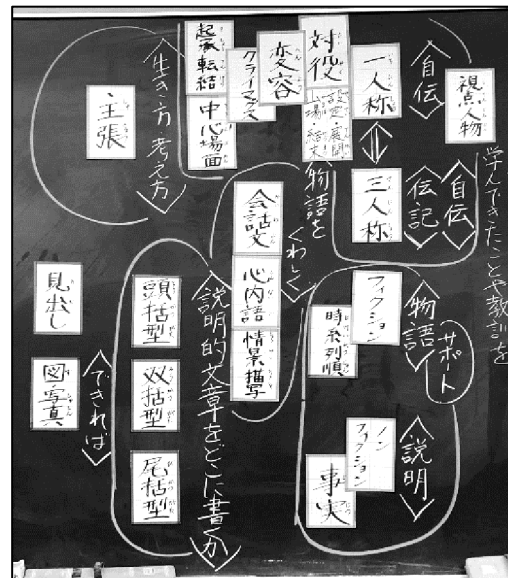 学んできたことや教訓を
視点人物
〈自伝〉
一人称
⇕
三人称
〈自伝〉
〈伝記〉
対役
設定・展開
山場・結末
変容
クライマックス
起承転結
中心場面
〈生き方・考え方〉
主張
〈物語をくわしく〉
会話文
心内語
情景描写
サポート
〈物語〉
フィクション
時系列順
〈説明〉
ノンフィクション
事実
〈説明的文章をどこに書くか〉
頭括型
双括型
尾括型
〈できれば〉
見出し
図写真